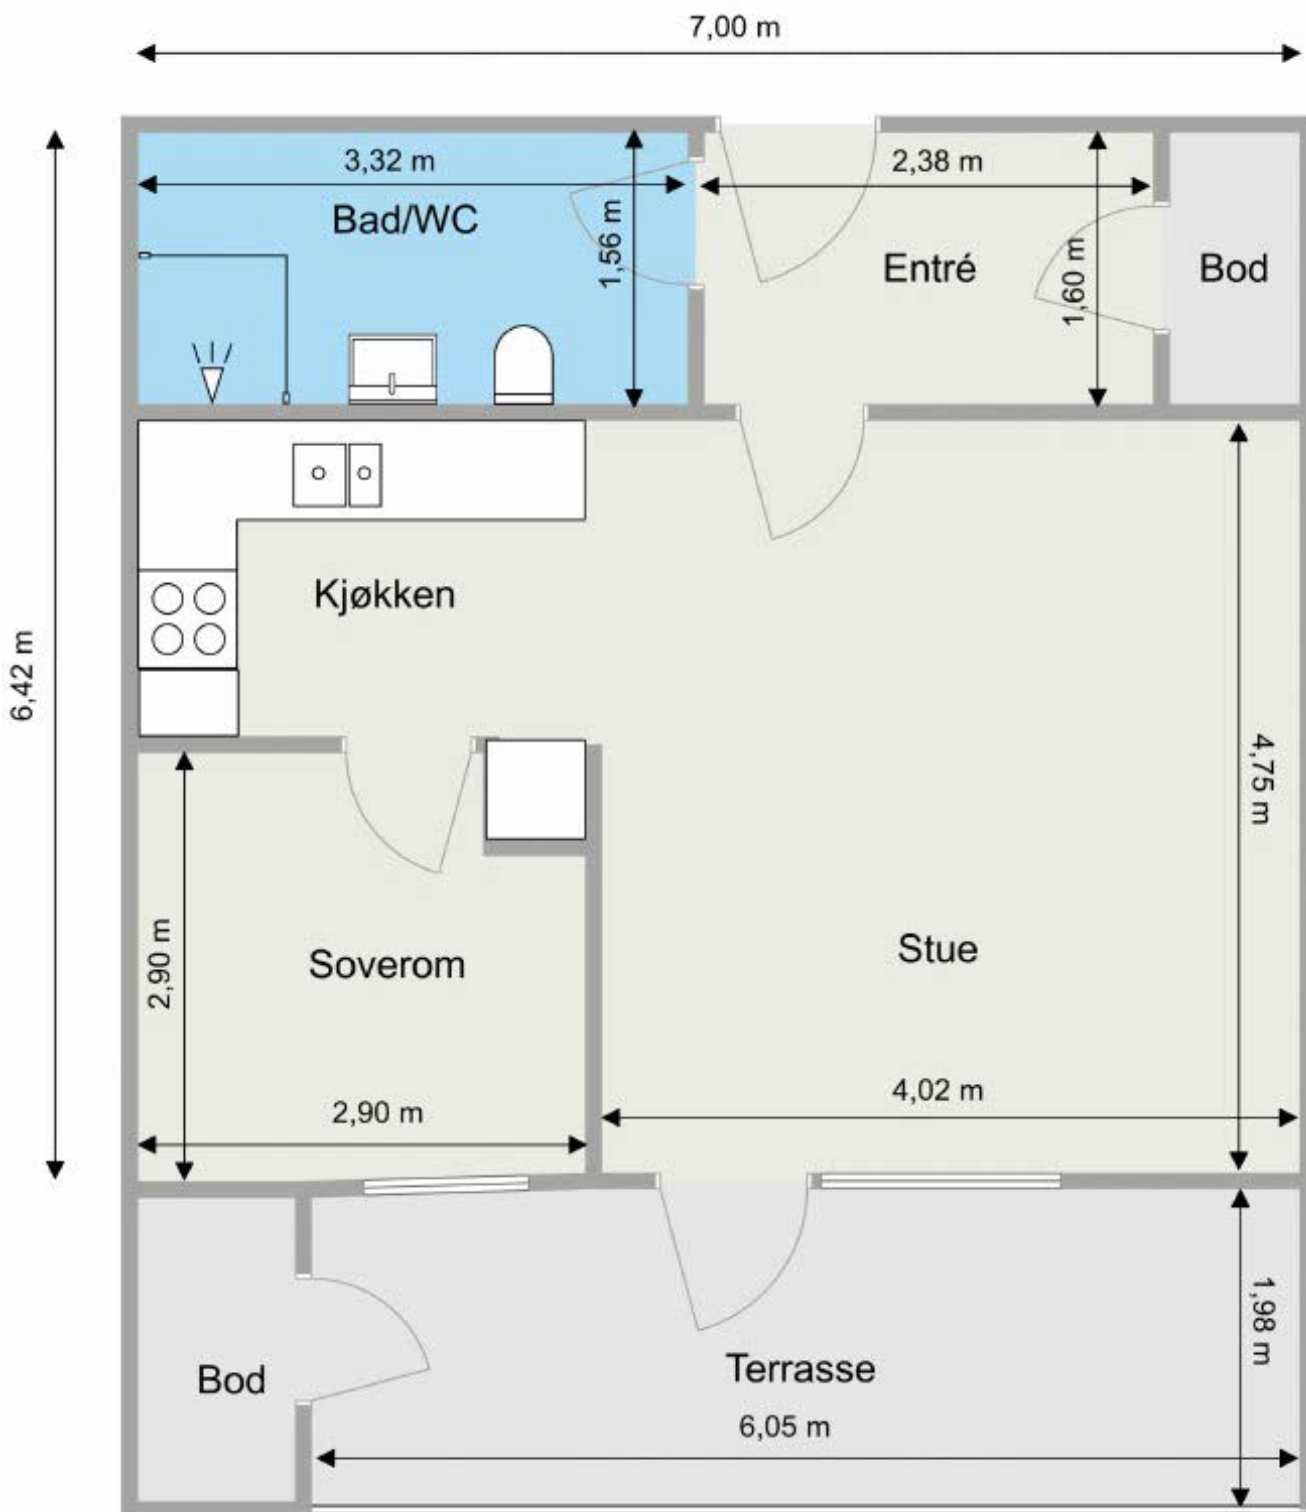 7,00 m
3,32 m
2,38 m
Bad/WC
1,56 m
Entré
1,60 m
Bod
Kjøkken
6,42 m
4,75 m
2,90 m
Soverom
Stue
2,90 m
4,02 m
Bod
Terrasse
1,98 m
6,05 m